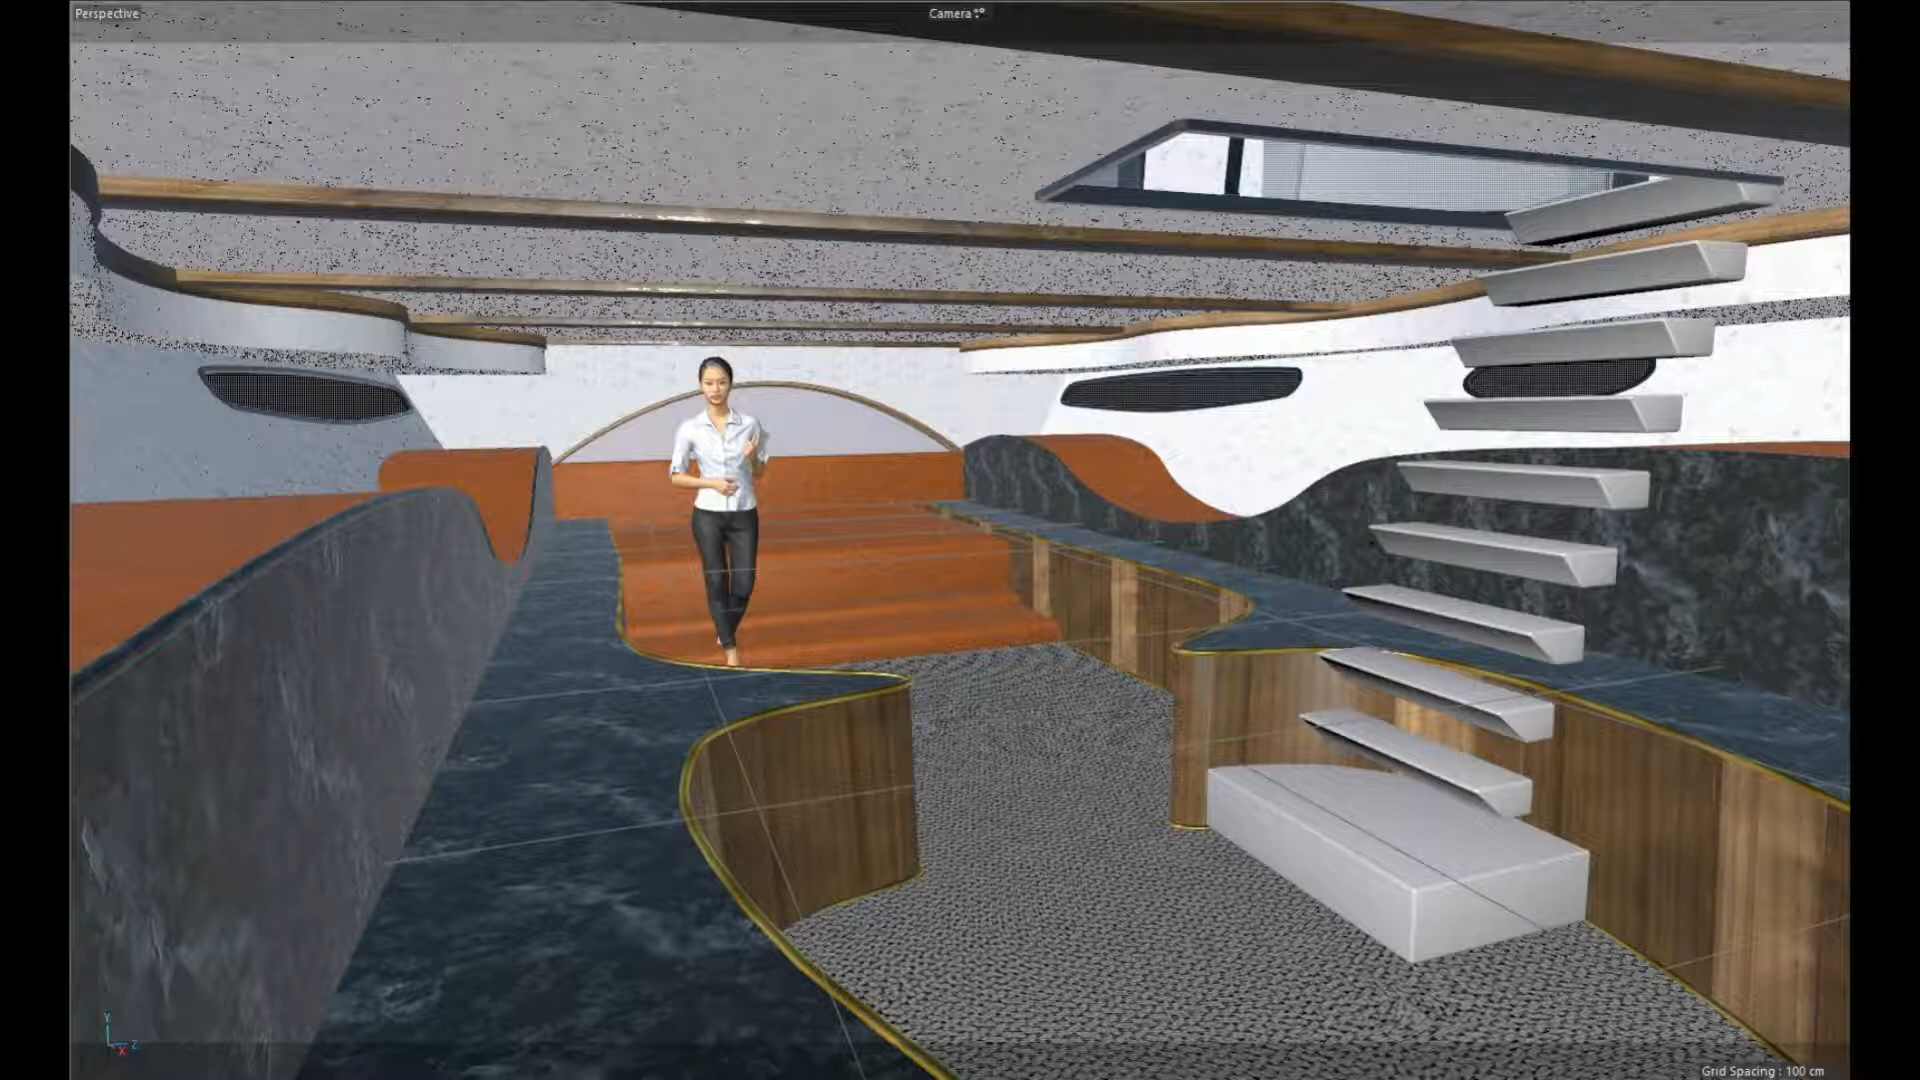 Perspective
Camera
Y
Z
X
Grid Spacing : 100 cm